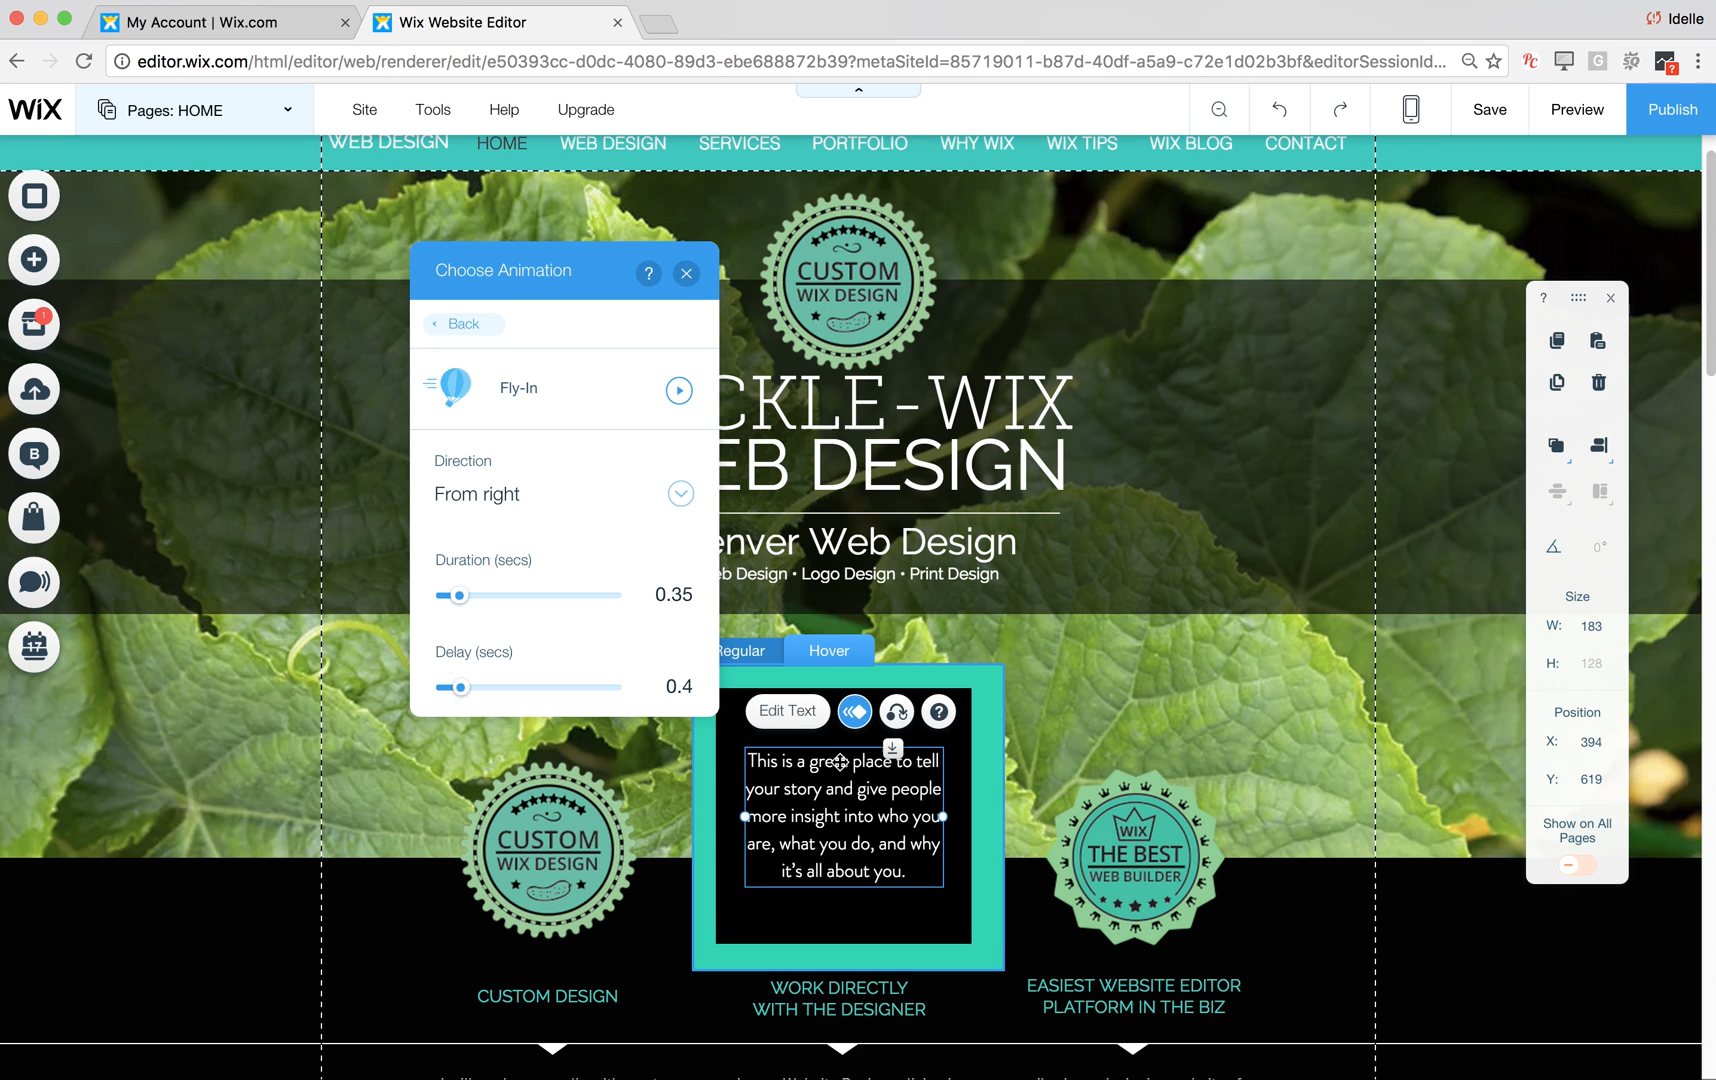 My Account | Wix.com
Wix Website Editor
Idelle
editor.wix.com/html/editor/web/renderer/edit/e50393cc-d0dc-4080-89d3-ebe688872b39?metaSiteId=85719011-b87d-40df-a5a9-c72e1d02b3bf&editorSessionId...
WiX
Pages: HOME
Site
Tools
Help
Upgrade
Save
Preview
Publish
WEB DESIGN
HOME
WEB DESIGN
SERVICES
PORTFOLIO
WHY WIX
WIX TIPS
WIX BLOG
CONTACT
1
B
17
Choose Animation
?
Back
Fly-In
Direction
From right
Duration (secs)
0.35
Delay (secs)
0.4
CUSTOM
WIX DESIGN
CKLE-WIX
EB DESIGN
enver Web Design
eb Design • Logo Design • Print Design
Regular
Hover
Edit Text
?
This is a great place to tell
your story and give people
more insight into who you
are, what you do, and why
it's all about you.
CUSTOM
WIX DESIGN
WIX
THE BEST
WEB BUILDER
CUSTOM DESIGN
WORK DIRECTLY
WITH THE DESIGNER
EASIEST WEBSITE EDITOR
PLATFORM IN THE BIZ
?
0°
Size
W: 183
H: 128
Position
X: 394
Y: 619
Show on All
Pages